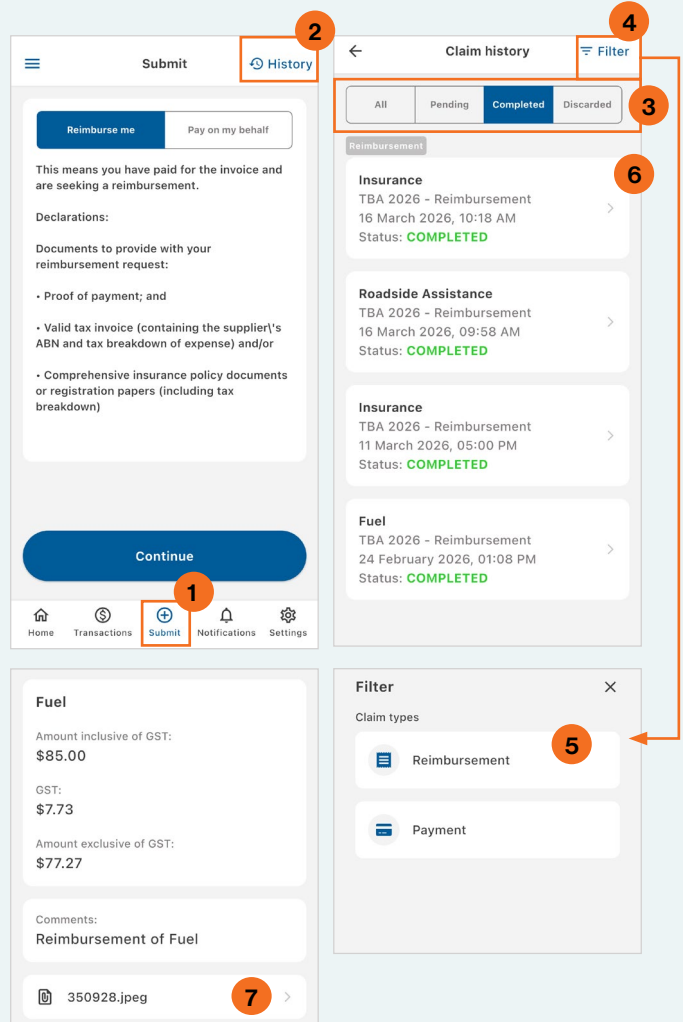 2
Submit
History
Reimburse me
Pay on my behalf
This means you have paid for the invoice and
are seeking a reimbursement.
Declarations:
Documents to provide with your
reimbursement request:
• Proof of payment; and
• Valid tax invoice (containing the supplier\'s
ABN and tax breakdown of expense) and/or
• Comprehensive insurance policy documents
or registration papers (including tax
breakdown)
Continue
1
Home
Transactions
Submit
Notifications
Settings
4
Claim history
Filter
All
Pending
Completed
Discarded
3
Reimbursement
6
Insurance
TBA 2026 - Reimbursement
16 March 2026, 10:18 AM
Status: COMPLETED
Roadside Assistance
TBA 2026 - Reimbursement
16 March 2026, 09:58 AM
Status: COMPLETED
Insurance
TBA 2026 - Reimbursement
11 March 2026, 05:00 PM
Status: COMPLETED
Fuel
TBA 2026 - Reimbursement
24 February 2026, 01:08 PM
Status: COMPLETED
Fuel
Amount inclusive of GST:
$85.00
GST:
$7.73
Amount exclusive of GST:
$77.27
Comments:
Reimbursement of Fuel
350928.jpeg
7
Filter
Claim types
5
Reimbursement
Payment